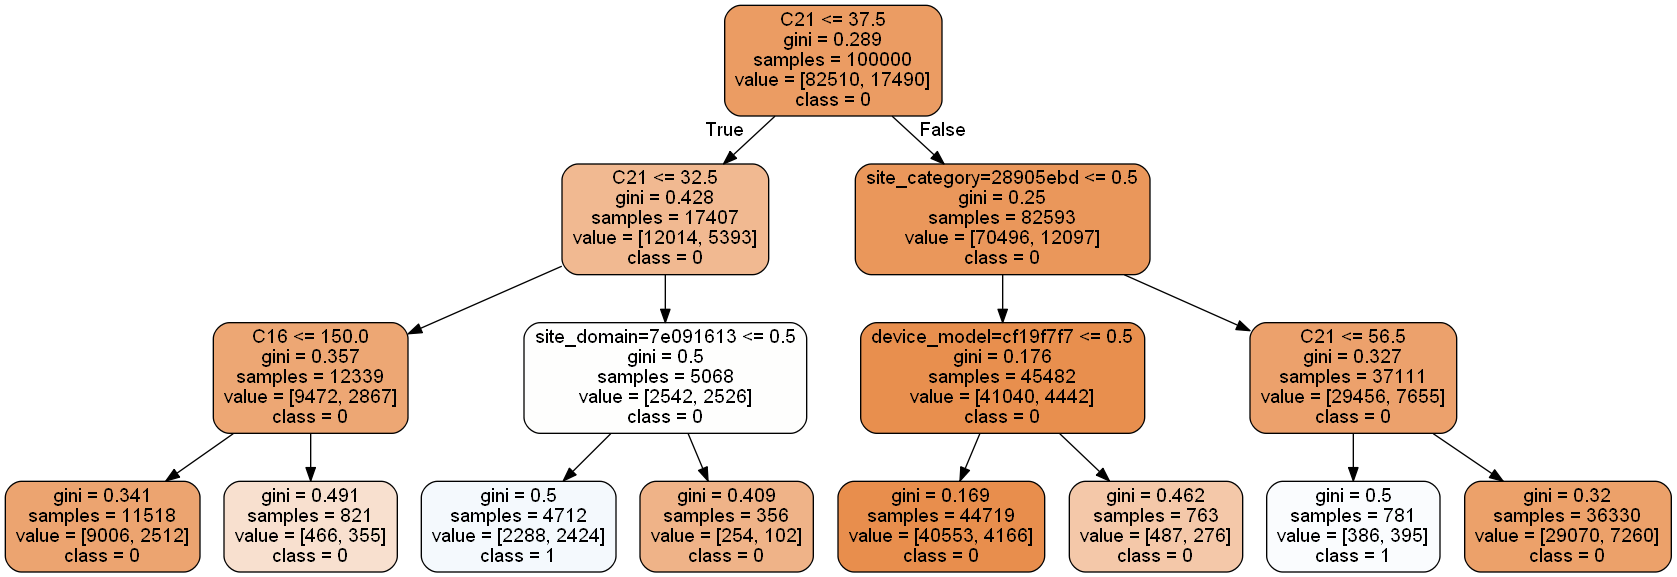 C21 <= 37.5
gini = 0.289
samples = 100000
value = [82510, 17490]
class = 0
True
False
C21 <= 32.5
gini = 0.428
samples = 17407
value = [12014, 5393]
class = 0
site_category=28905ebd <= 0.5
gini = 0.25
samples = 82593
value = [70496, 12097]
class = 0
C16 <= 150.0
gini = 0.357
samples = 12339
value = [9472, 2867]
class = 0
site_domain=7e091613 <= 0.5
gini = 0.5
samples = 5068
value = [2542, 2526]
class = 0
device_model=cf19f7f7 <= 0.5
gini = 0.176
samples = 45482
value = [41040, 4442]
class = 0
C21 <= 56.5
gini = 0.327
samples = 37111
value = [29456, 7655]
class = 0
gini = 0.341
samples = 11518
value = [9006, 2512]
class = 0
gini = 0.491
samples = 821
value = [466, 355]
class = 0
gini = 0.5
samples = 4712
value = [2288, 2424]
class = 1
gini = 0.409
samples = 356
value = [254, 102]
class = 0
gini = 0.169
samples = 44719
value = [40553, 4166]
class = 0
gini = 0.462
samples = 763
value = [487, 276]
class = 0
gini = 0.5
samples = 781
value = [386, 395]
class = 1
gini = 0.32
samples = 36330
value = [29070, 7260]
class = 0